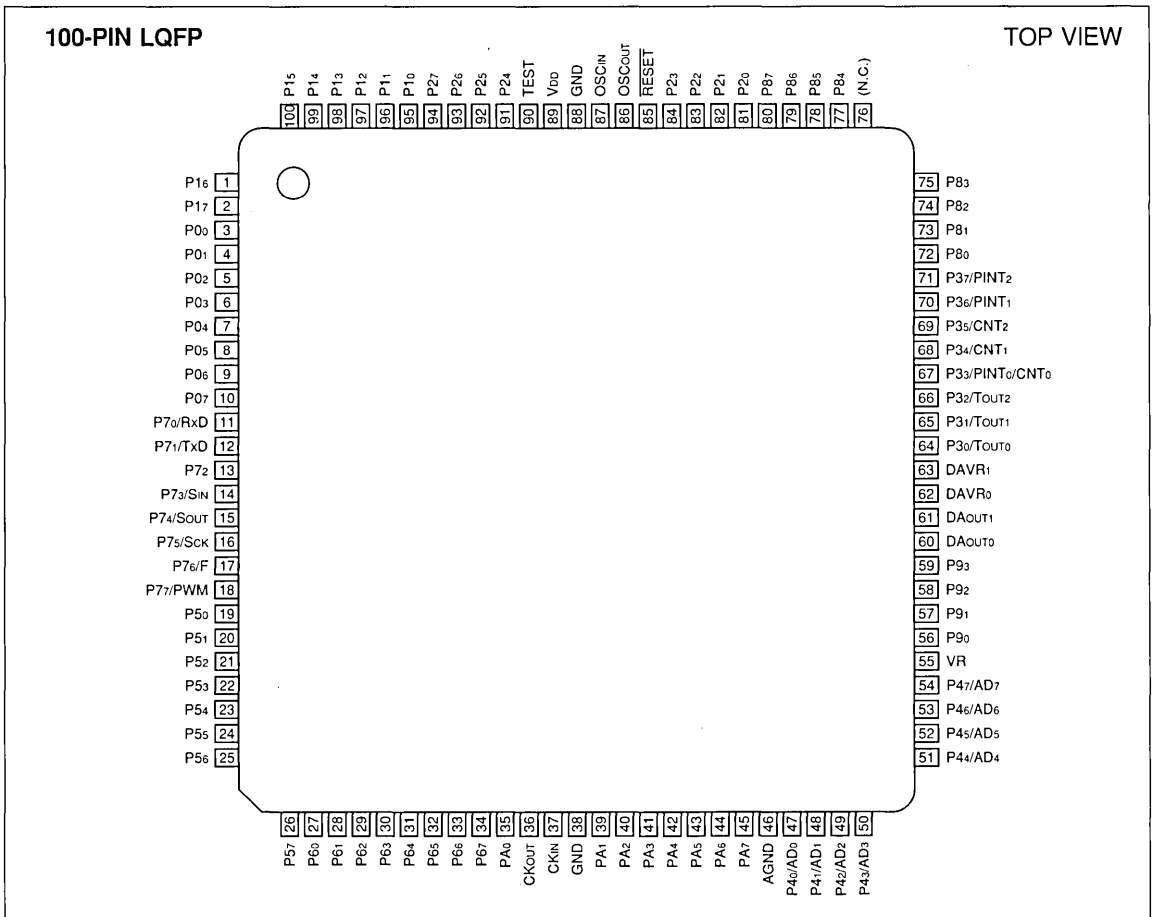 100-PIN LQFP
TOP VIEW
P15 P14 P13 P12 P11 P10 P27 P26 P25 P24 TEST VDD GND OSCIN OSCOUT RESET P23 P22 P21 P20 P87 P86 P85 P84 (N.C.)
100 99 98 97 96 95 94 93 92 91 90 89 88 87 86 85 84 83 82 81 80 79 78 77 76
P16 1
P17 2
P00 3
P01 4
P02 5
P03 6
P04 7
P05 8
P06 9
P07 10
P70/RxD 11
P71/TxD 12
P72 13
P73/SIN 14
P74/SOUT 15
P75/SCK 16
P76/F 17
P77/PWM 18
P50 19
P51 20
P52 21
P53 22
P54 23
P55 24
P56 25
75 P83
74 P82
73 P81
72 P80
71 P37/PINT2
70 P36/PINT1
69 P35/CNT2
68 P34/CNT1
67 P33/PINT0/CNT0
66 P32/TOUT2
65 P31/TOUT1
64 P30/TOUT0
63 DAVR1
62 DAVR0
61 DAOUT1
60 DAOUT0
59 P93
58 P92
57 P91
56 P90
55 VR
54 P47/AD7
53 P46/AD6
52 P45/AD5
51 P44/AD4
26 27 28 29 30 31 32 33 34 35 36 37 38 39 40 41 42 43 44 45 46 47 48 49 50
P57 P60 P61 P62 P63 P64 P65 P66 P67 PA0 CKOUT CKIN GND PA1 PA2 PA3 PA4 PA5 PA6 PA7 AGND P40/AD0 P41/AD1 P42/AD2 P43/AD3